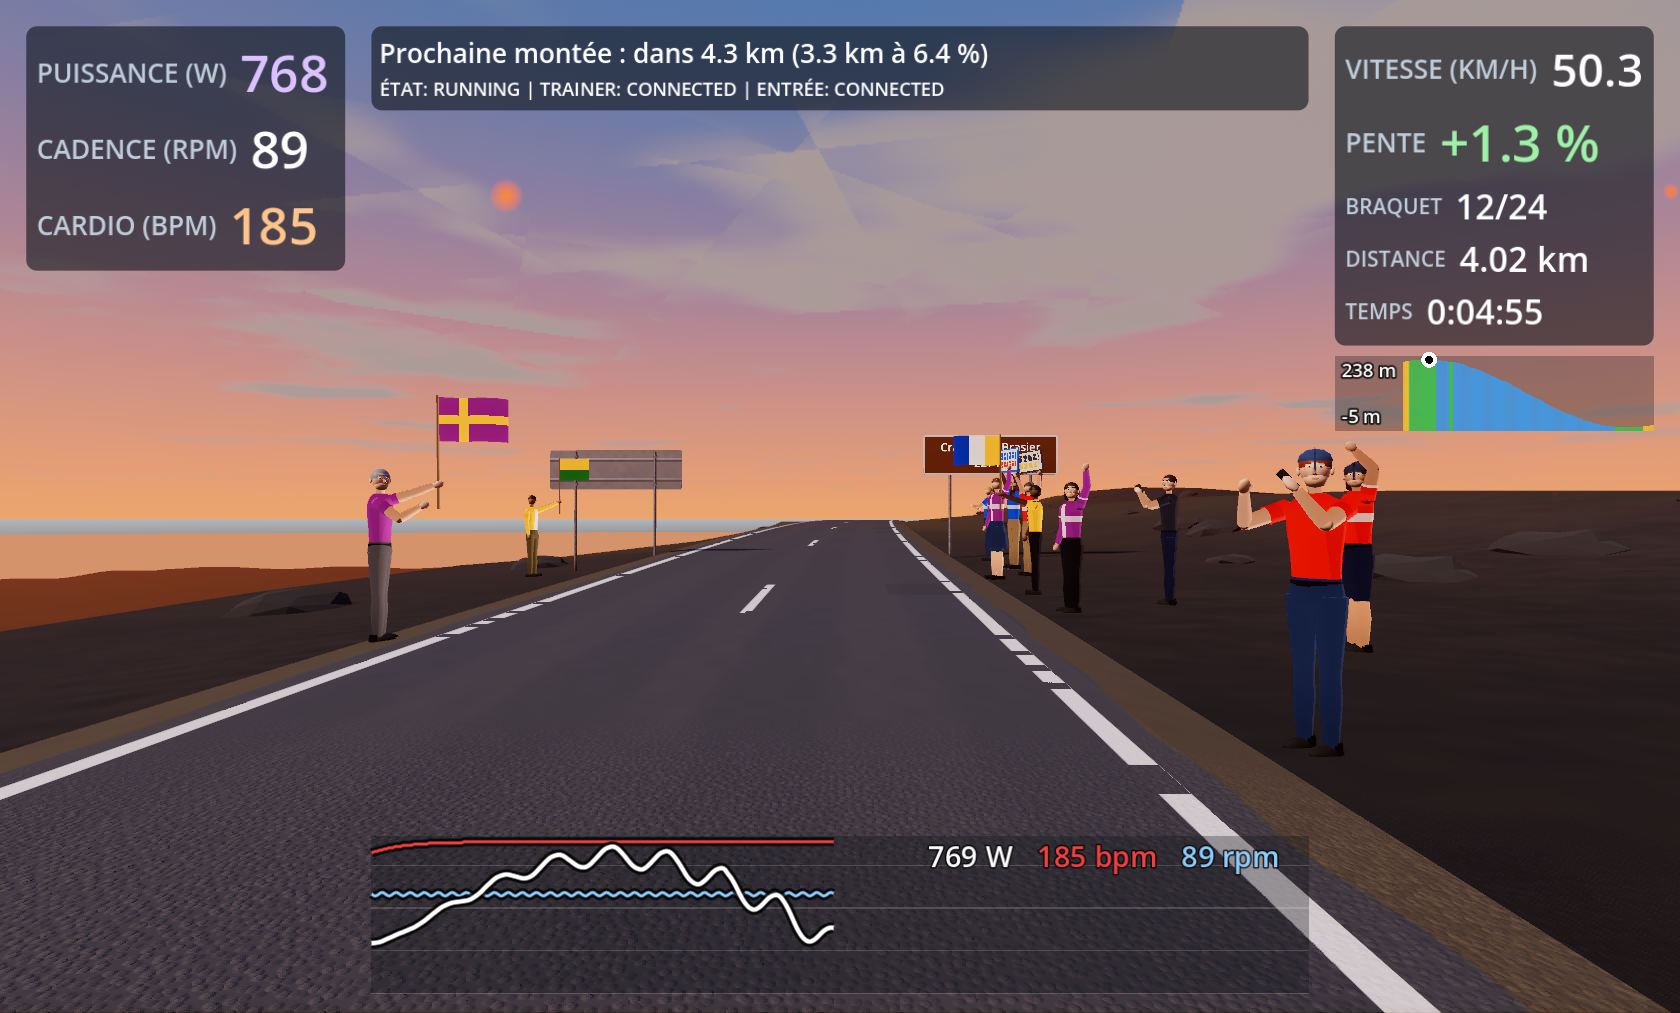 PUISSANCE (W) 768
CADENCE (RPM) 89
CARDIO (BPM) 185
Prochaine montée : dans 4.3 km (3.3 km à 6.4 %)
ÉTAT: RUNNING | TRAINER: CONNECTED | ENTRÉE: CONNECTED
VITESSE (KM/H) 50.3
PENTE +1.3 %
BRAQUET 12/24
DISTANCE 4.02 km
TEMPS 0:04:55
238 m
-5 m
769 W 185 bpm 89 rpm